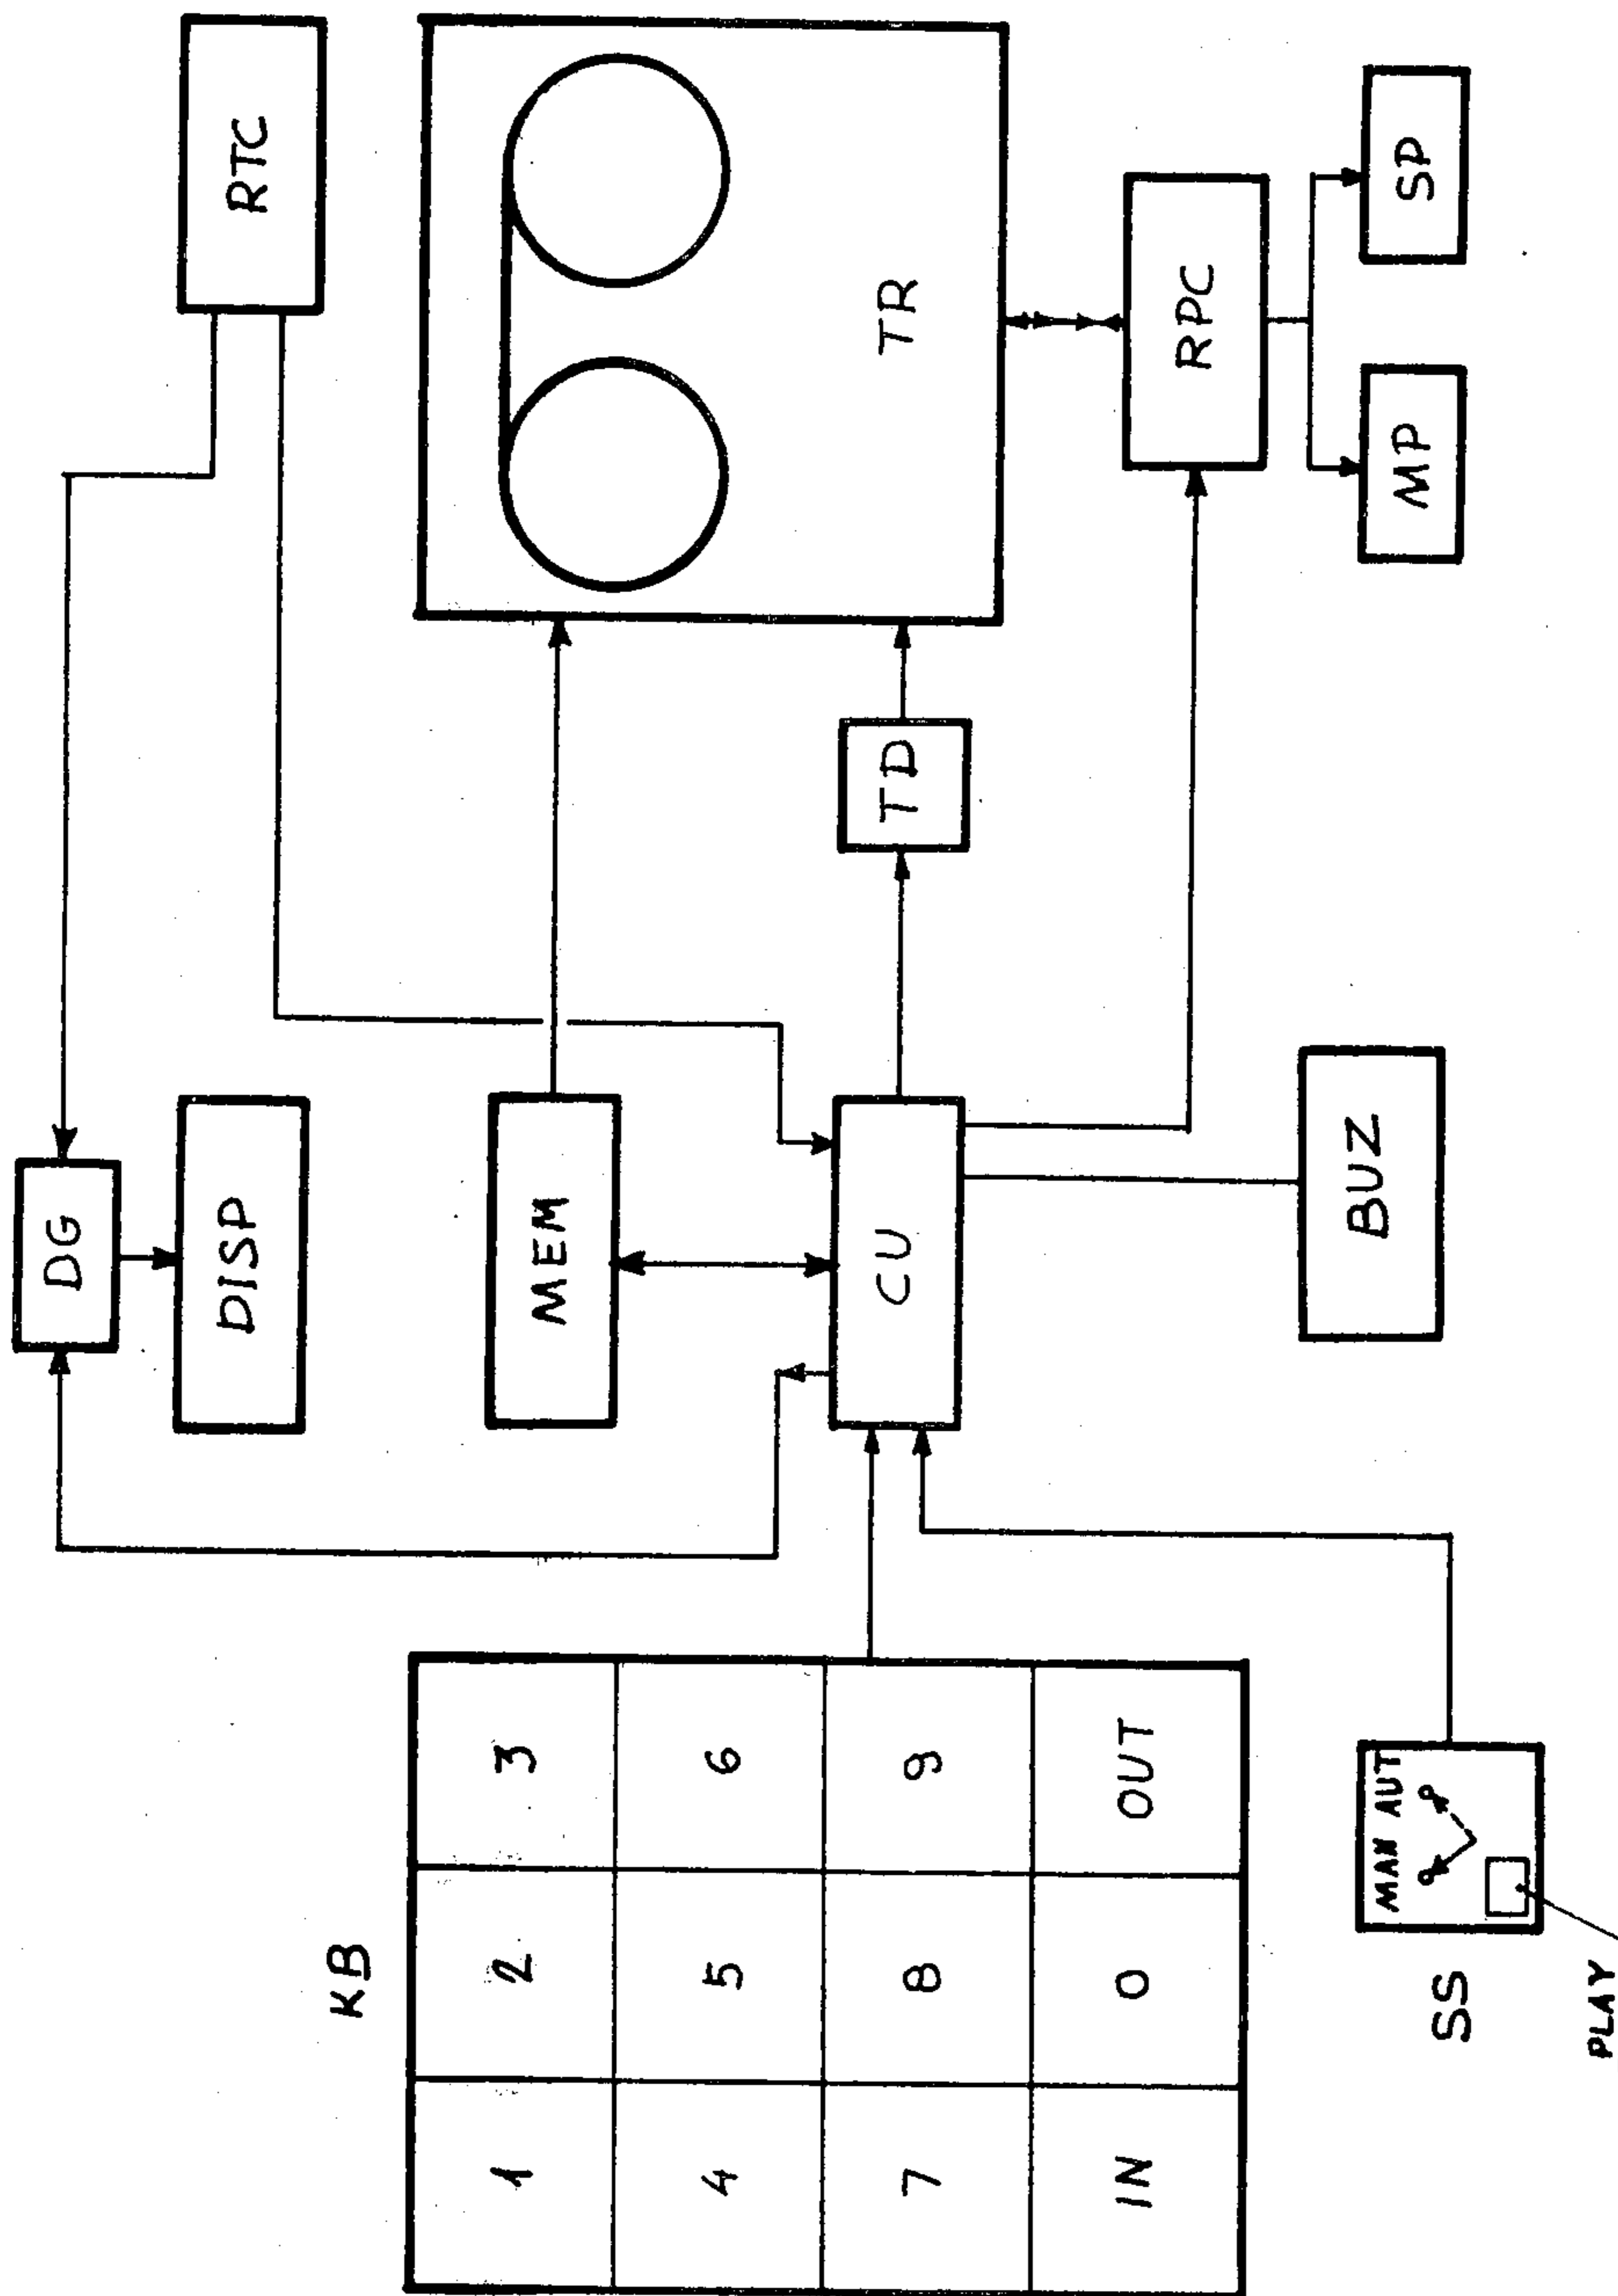 KB
1 2 3
4 5 6
7 8 9
IN 0 OUT
SS
MAN AUT
PLAY
DG
DISP
MEM
CU
BUZ
TD
RTC
TR
RPC
MP
SP